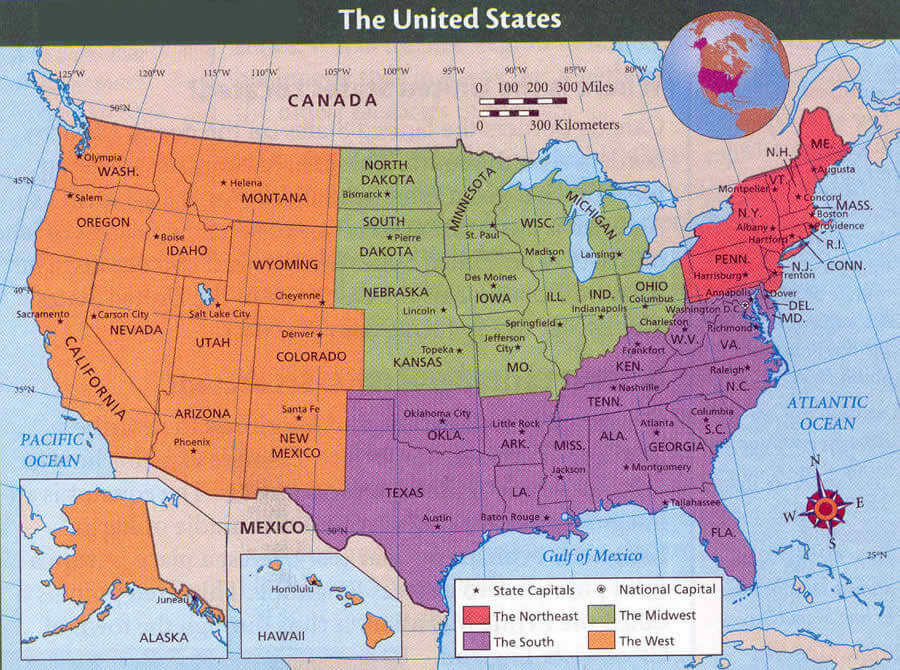 The United States
125°W
120°W
115°W
110°W
105°W
100°W
95°W
90°W
85°W
80°W
0 100 200 300 Miles
0 300 Kilometers
CANADA
50°N
45°N
40°N
35°N
30°N
25°N
Olympia
WASH.
Salem
OREGON
Helena
MONTANA
Boise
IDAHO
WYOMING
Cheyenne
Sacramento
Carson City
NEVADA
Salt Lake City
UTAH
Denver
COLORADO
CALIFORNIA
ARIZONA
Phoenix
Santa Fe
NEW
MEXICO
NORTH
DAKOTA
Bismarck
SOUTH
Pierre
DAKOTA
MINNESOTA
St. Paul
WISC.
Madison
MICHIGAN
Lansing
NEBRASKA
Lincoln
Des Moines
IOWA
ILL.
Springfield
IND.
Indianapolis
OHIO
Columbus
Topeka
KANSAS
Jefferson
City
MO.
N.H.
ME.
VT.
Augusta
Montpelier
Concord
MASS.
N.Y.
Boston
Albany
Providence
Hartford
R.I.
CONN.
PENN.
N.J.
Harrisburg
Trenton
Annapolis
Dover
DEL.
Washington D.C.
MD.
Charleston
W.V.
Richmond
VA.
Frankfort
KEN.
Raleigh
N.C.
Nashville
TENN.
Columbia
S.C.
Oklahoma City
OKLA.
Little Rock
ARK.
MISS.
ALA.
Atlanta
GEORGIA
Jackson
Montgomery
TEXAS
Austin
LA.
Baton Rouge
Tallahassee
FLA.
PACIFIC
OCEAN
ATLANTIC
OCEAN
MEXICO
Gulf of Mexico
N
W E
S
Juneau
ALASKA
Honolulu
HAWAII
State Capitals
National Capital
The Northeast
The Midwest
The South
The West